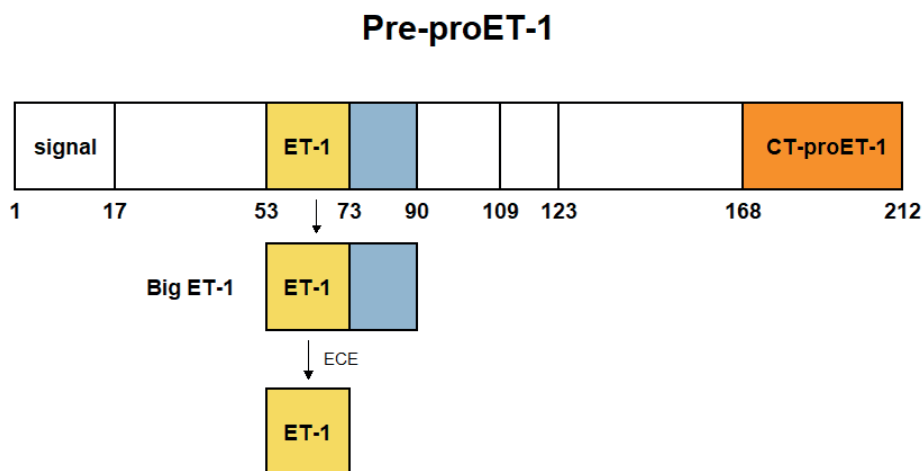 Pre-proET-1
signal ET-1 CT-proET-1
1 17 53 73 90 109 123 168 212
Big ET-1 ET-1
ECE
ET-1